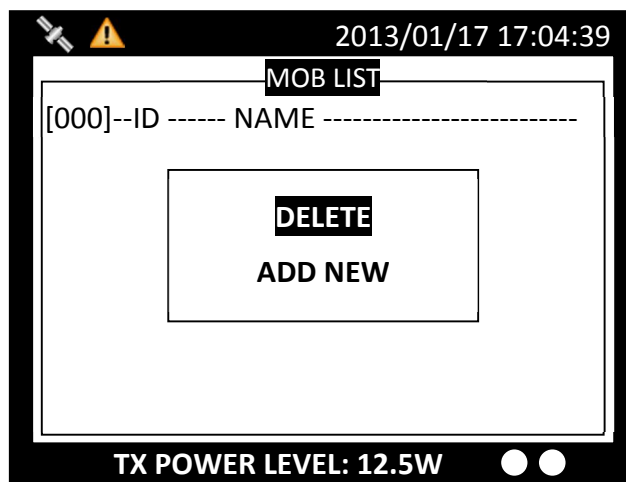 2013/01/17 17:04:39
MOB LIST
[000]--ID ------ NAME --------------------------
DELETE
ADD NEW
TX POWER LEVEL: 12.5W